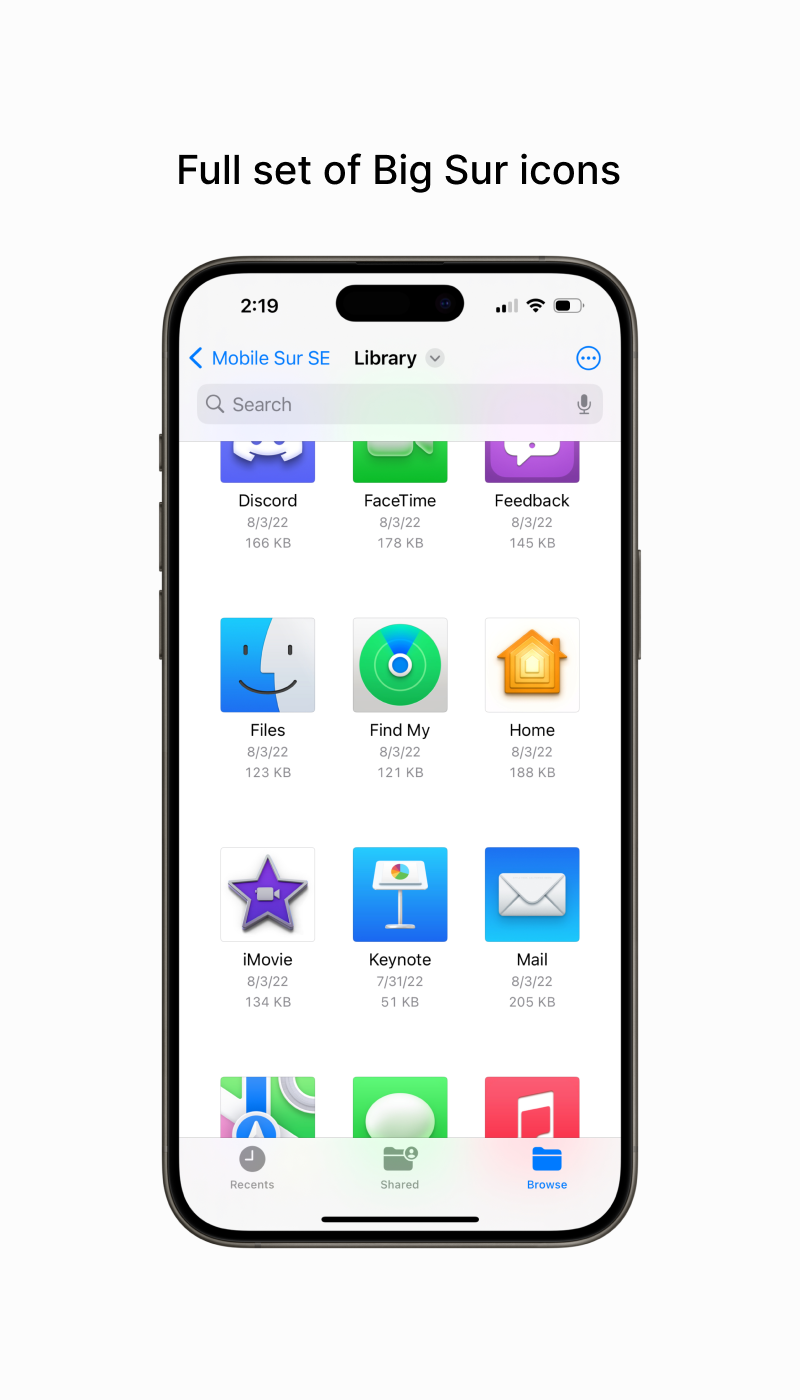 Full set of Big Sur icons
2:19
Mobile Sur SE Library
Search
Discord FaceTime Feedback
8/3/22 8/3/22 8/3/22
166 KB 178 KB 145 KB
Files Find My Home
8/3/22 8/3/22 8/3/22
123 KB 121 KB 188 KB
iMovie Keynote Mail
8/3/22 7/31/22 8/3/22
134 KB 51 KB 205 KB
Recents Shared Browse